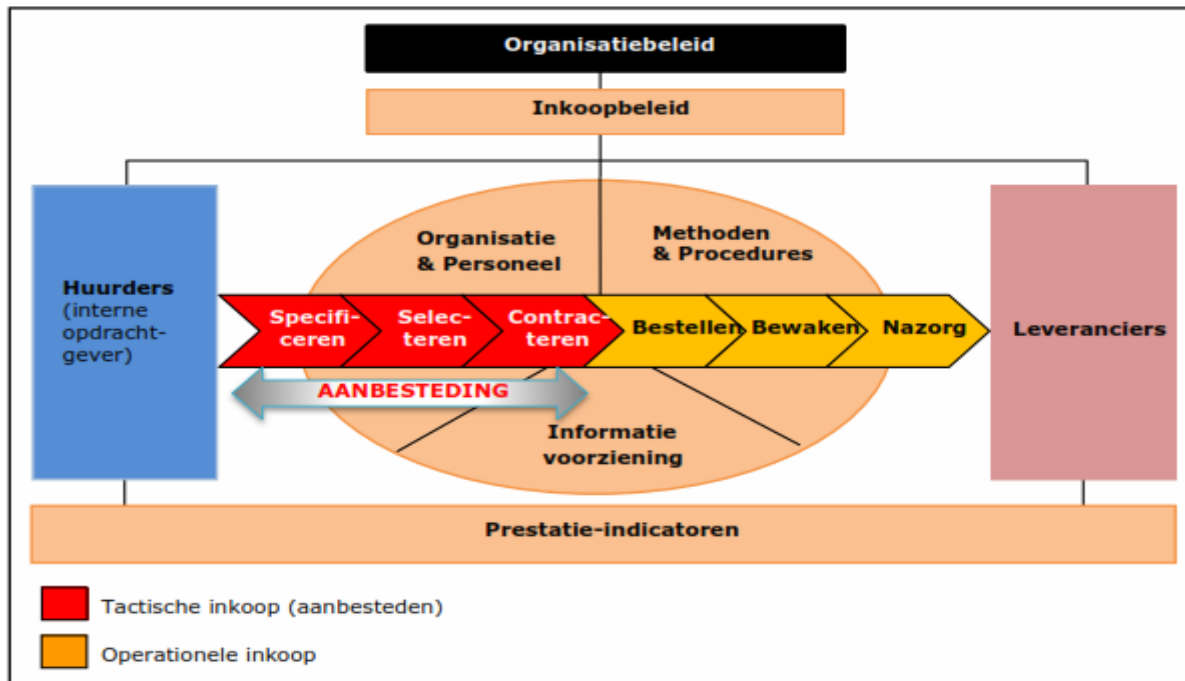 Organisatiebeleid
Inkoopbeleid
Organisatie
& Personeel
Methoden
& Procedures
Huurders
(interne
opdracht-
gever)
Specifi-
ceren
Selec-
teren
Contrac-
teren
Bestellen
Bewaken
Nazorg
Leveranciers
AANBESTEDING
Informatie
voorziening
Prestatie-indicatoren
Tactische inkoop (aanbesteden)
Operationele inkoop